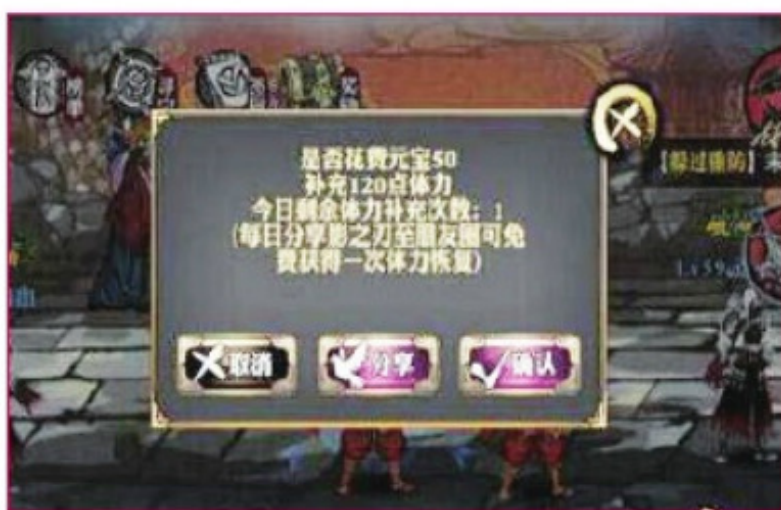 是否花费元宝50
补充120点体力
今日剩余体力补充次数：1
(每日分享影之刃至朋友圈可免
费获得一次体力恢复)
取消
分享
确认